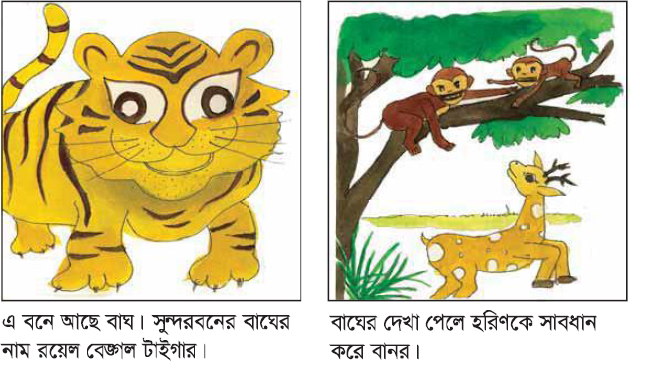 এ বনে আছে বাঘ। সুন্দরবনের বাঘের
নাম রয়েল বেঙ্গল টাইগার।
বাঘের দেখা পেলে হরিণকে সাবধান
করে বানর।